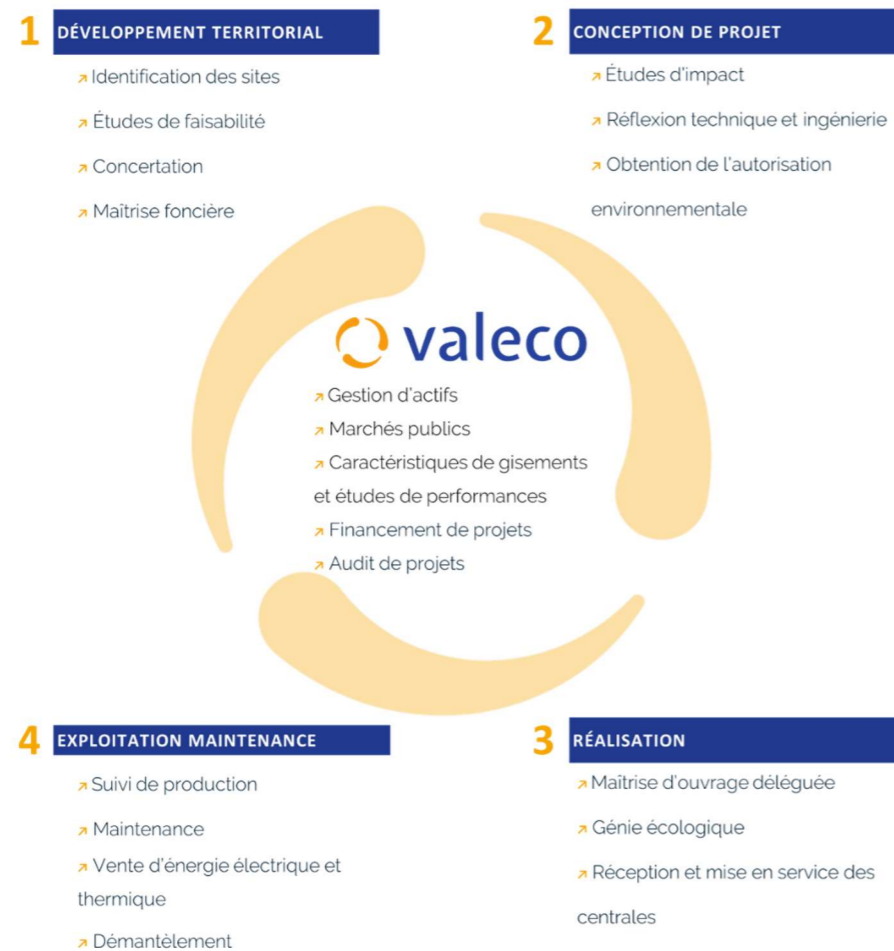 1 DÉVELOPPEMENT TERRITORIAL
↗ Identification des sites
↗ Études de faisabilité
↗ Concertation
↗ Maîtrise foncière
2 CONCEPTION DE PROJET
↗ Études d'impact
↗ Réflexion technique et ingénierie
↗ Obtention de l'autorisation
environnementale
valeco
↗ Gestion d'actifs
↗ Marchés publics
↗ Caractéristiques de gisements
et études de performances
↗ Financement de projets
↗ Audit de projets
4 EXPLOITATION MAINTENANCE
↗ Suivi de production
↗ Maintenance
↗ Vente d'énergie électrique et
thermique
↗ Démantèlement
3 RÉALISATION
↗ Maîtrise d'ouvrage déléguée
↗ Génie écologique
↗ Réception et mise en service des
centrales